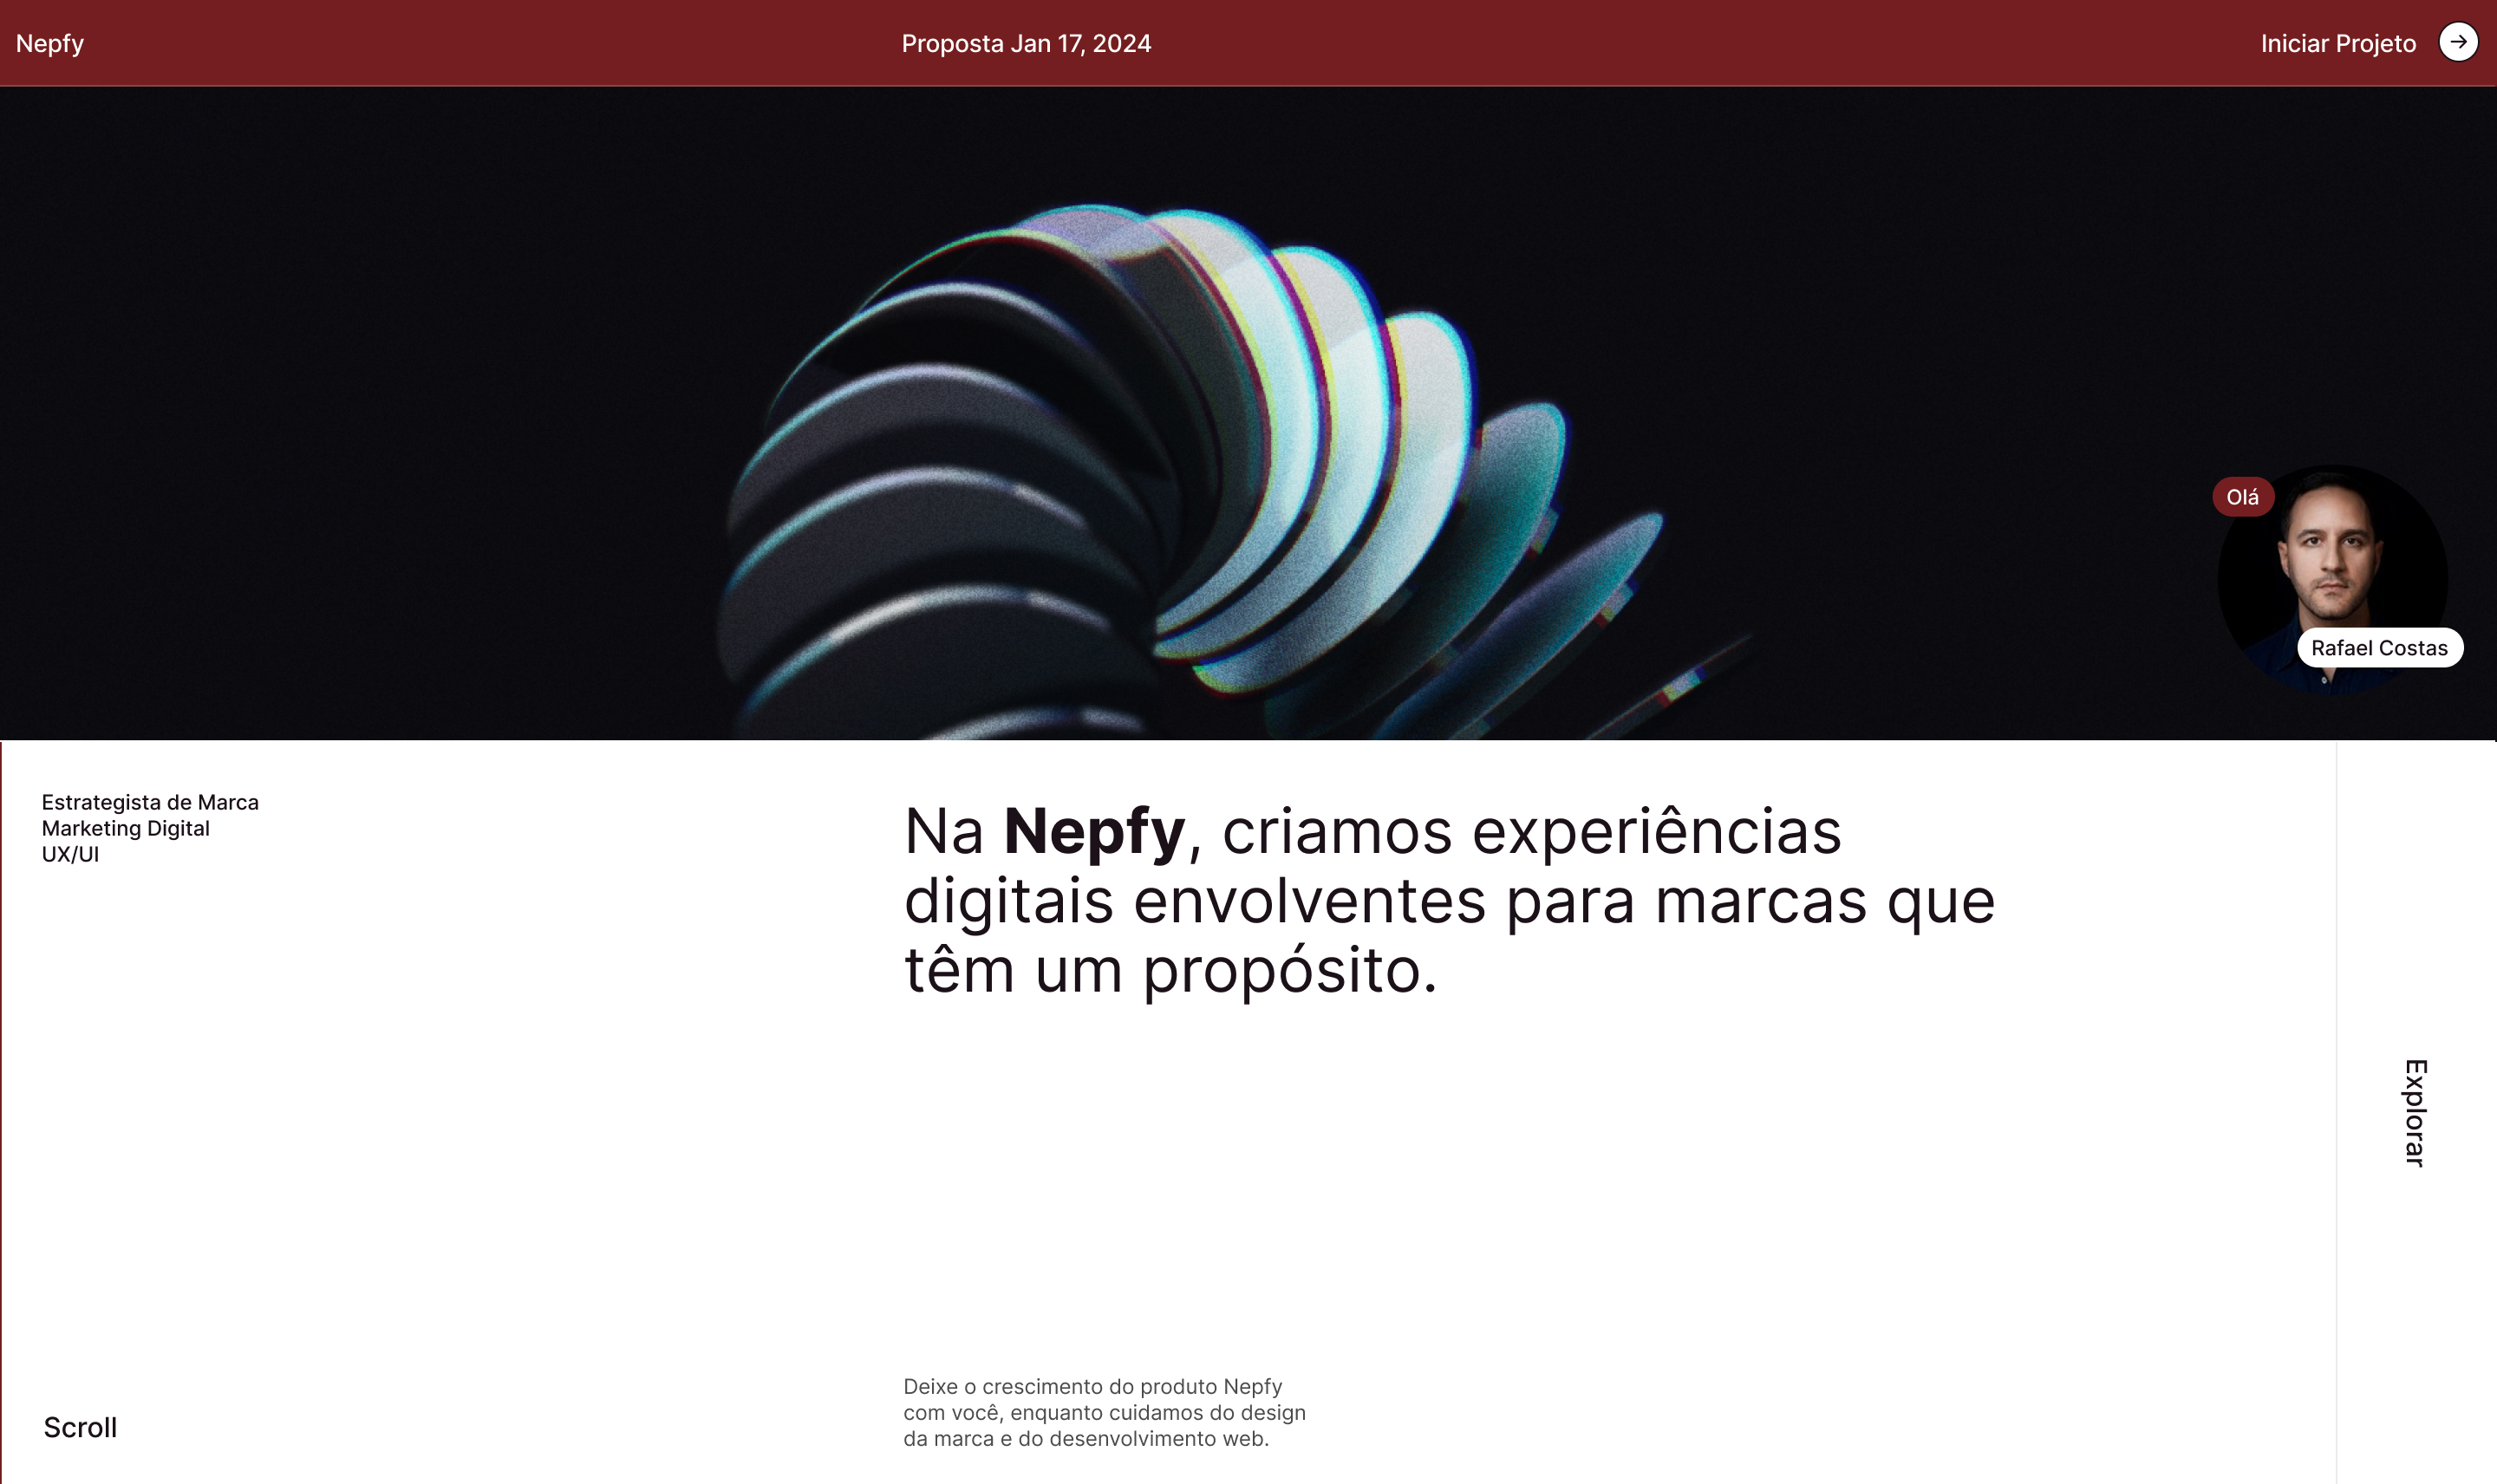 Nepfy
Proposta Jan 17, 2024
Iniciar Projeto
Olá
Rafael Costas
Estrategista de Marca
Marketing Digital
UX/UI
Na Nepfy, criamos experiências
digitais envolventes para marcas que
têm um propósito.
Explorar
Deixe o crescimento do produto Nepfy
com você, enquanto cuidamos do design
da marca e do desenvolvimento web.
Scroll